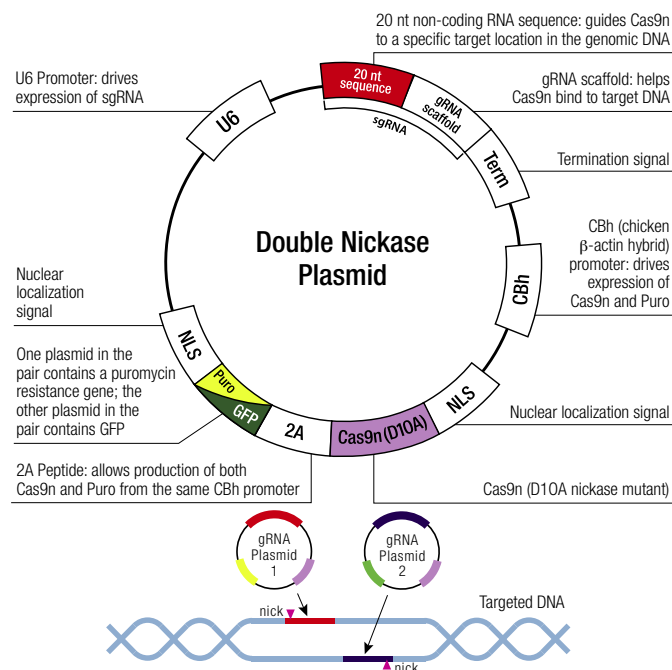 20 nt non-coding RNA sequence: guides Cas9n
to a specific target location in the genomic DNA
U6 Promoter: drives
expression of sgRNA
gRNA scaffold: helps
Cas9n bind to target DNA
20 nt
sequence
gRNA
scaffold
sgRNA
U6
Term
Termination signal
Double Nickase
Plasmid
CBh (chicken
β-actin hybrid)
promoter: drives
expression of
Cas9n and Puro
CBh
Nuclear
localization
signal
NLS
One plasmid in the
pair contains a puromycin
resistance gene; the
other plasmid in the
pair contains GFP
Puro
GFP
2A
Cas9n (D10A)
NLS
Nuclear localization signal
2A Peptide: allows production of both
Cas9n and Puro from the same CBh promoter
Cas9n (D10A nickase mutant)
gRNA
Plasmid
1
gRNA
Plasmid
2
nick
Targeted DNA
nick